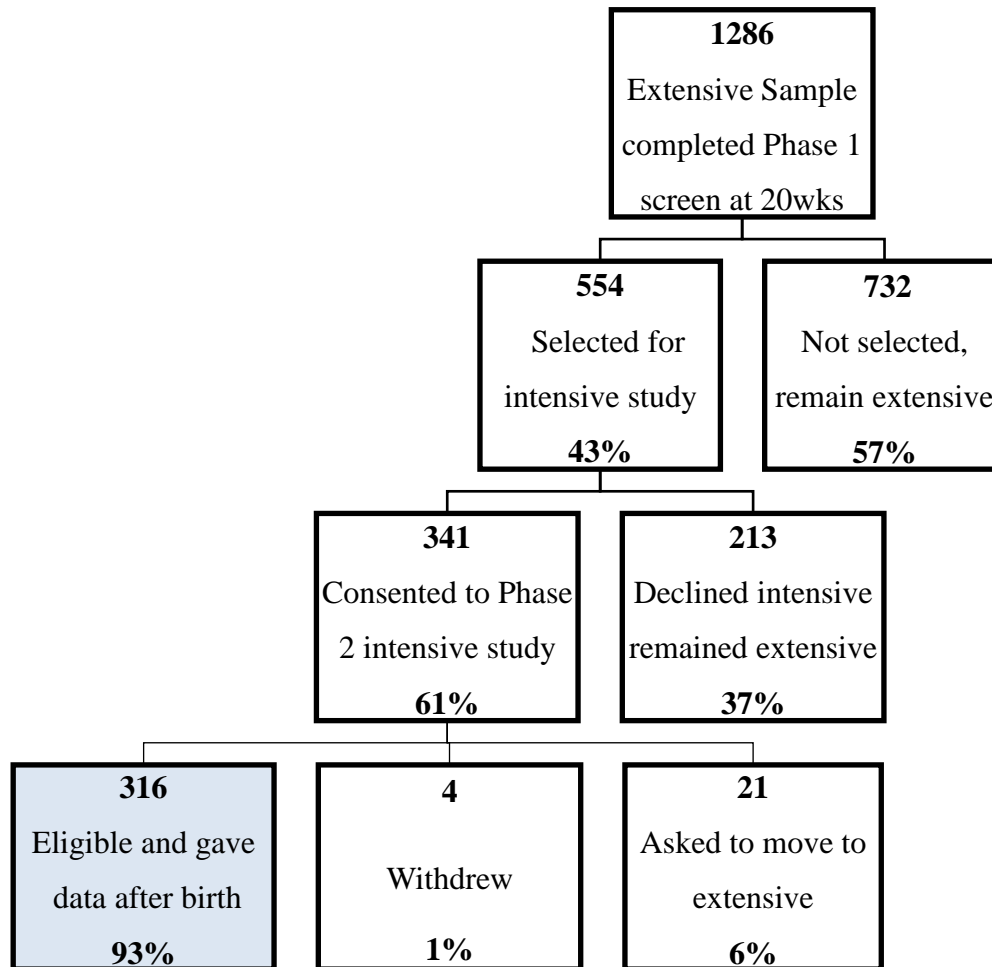 1286
Extensive Sample
completed Phase 1
screen at 20wks
554
Selected for
intensive study
43%
732
Not selected,
remain extensive
57%
341
Consented to Phase
2 intensive study
61%
213
Declined intensive
remained extensive
37%
316
Eligible and gave
data after birth
93%
4
Withdrew
1%
21
Asked to move to
extensive
6%